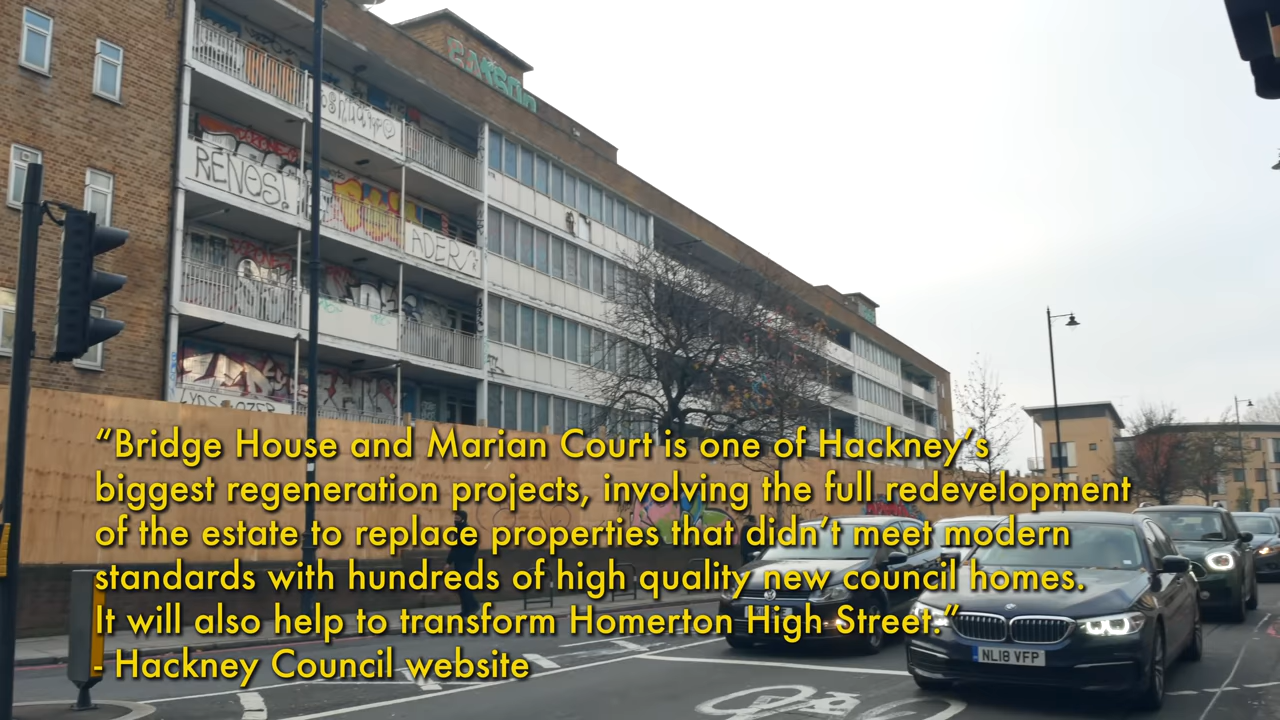 RENOS!
ADER
“Bridge House and Marian Court is one of Hackney’s
biggest regeneration projects, involving the full redevelopment
of the estate to replace properties that didn’t meet modern
standards with hundreds of high quality new council homes.
It will also help to transform Homerton High Street.”
- Hackney Council website
NL18 VFP